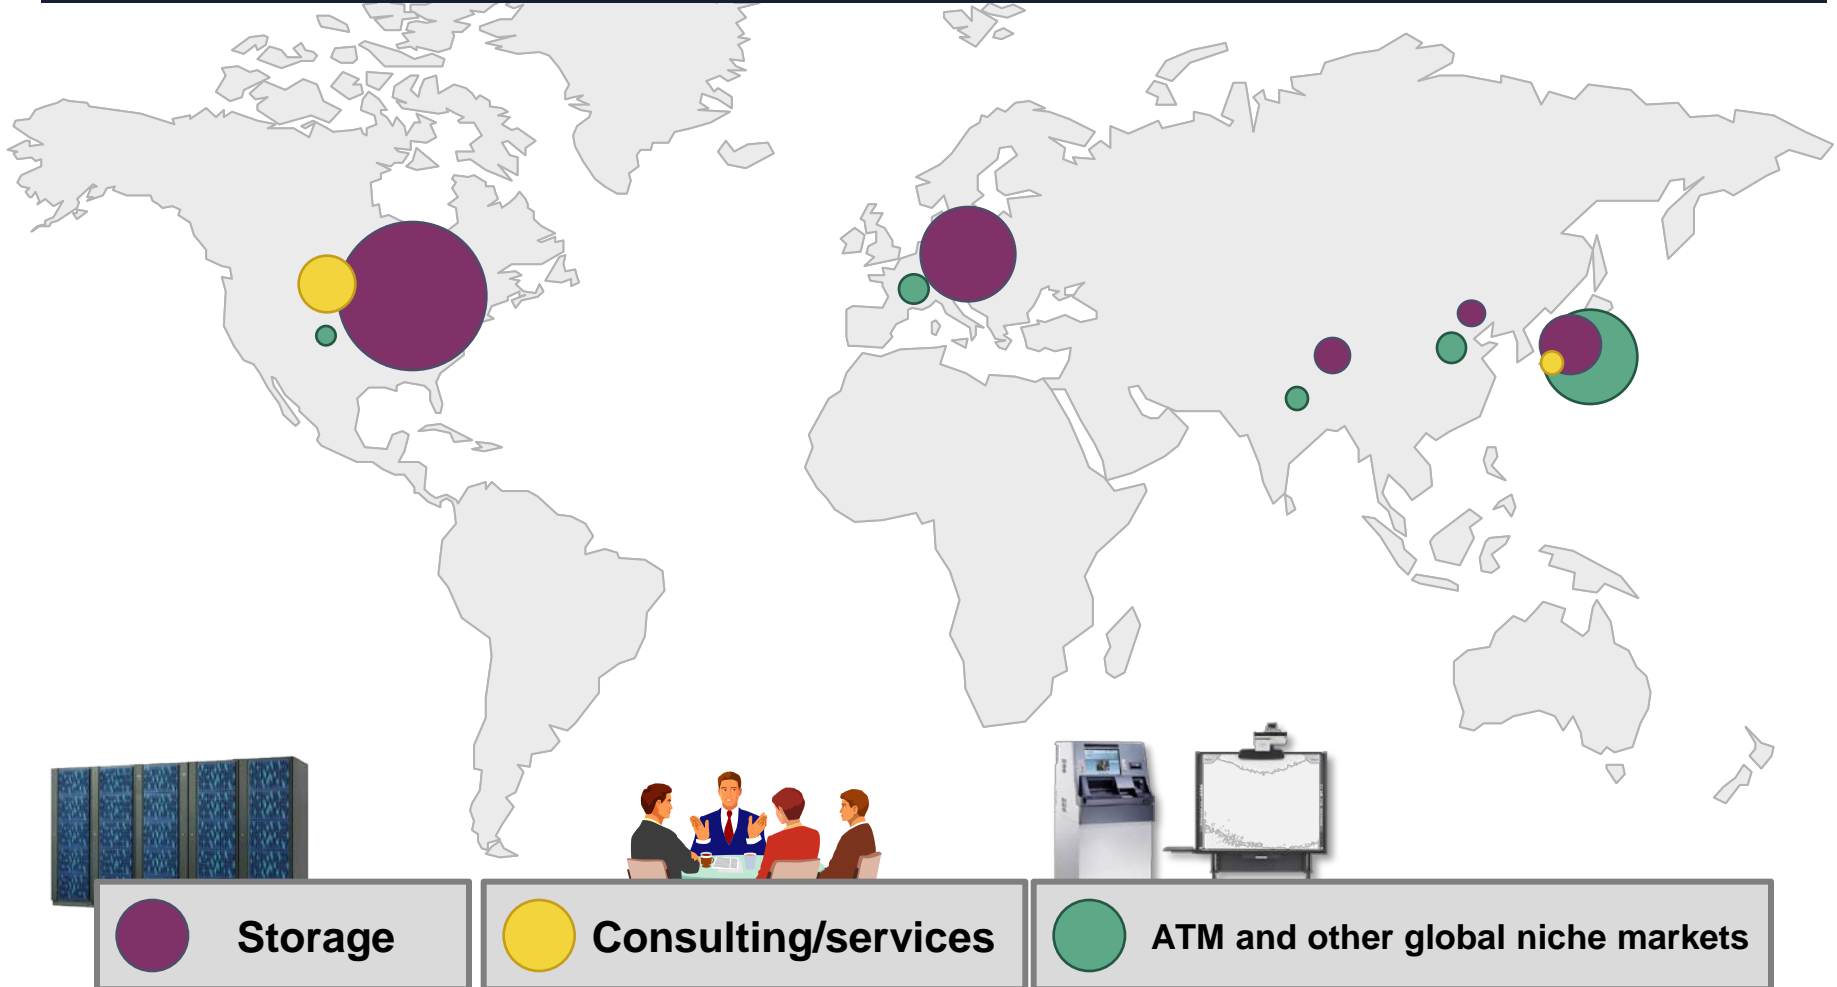 Storage
Consulting/services
ATM and other global niche markets